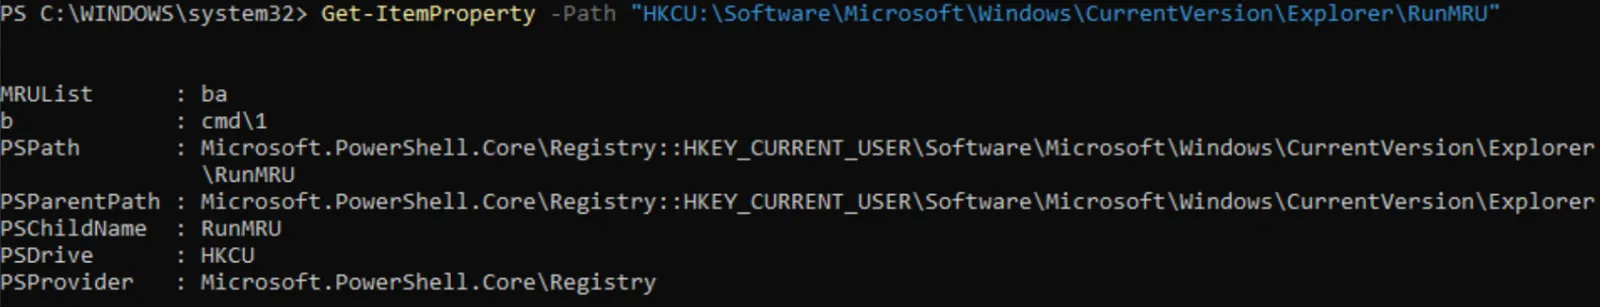 PS C:\WINDOWS\system32> Get-ItemProperty -Path "HKCU:\Software\Microsoft\Windows\CurrentVersion\Explorer\RunMRU"
MRUList      : ba
b            : cmd\1
PSPath       : Microsoft.PowerShell.Core\Registry::HKEY_CURRENT_USER\Software\Microsoft\Windows\CurrentVersion\Explorer
               \RunMRU
PSParentPath : Microsoft.PowerShell.Core\Registry::HKEY_CURRENT_USER\Software\Microsoft\Windows\CurrentVersion\Explorer
PSChildName  : RunMRU
PSDrive      : HKCU
PSProvider   : Microsoft.PowerShell.Core\Registry